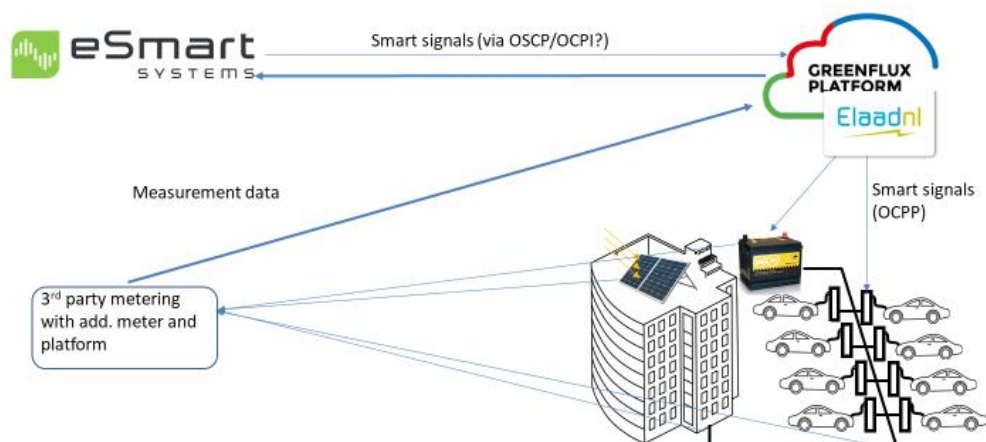 eSmart
SYSTEMS
Smart signals (via OSCP/OCPI?)
GREENFLUX
PLATFORM
Elaadnl
Measurement data
Smart signals
(OCPP)
3rd party metering
with add. meter and
platform